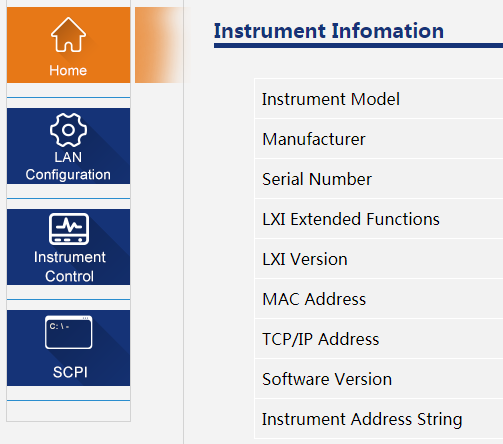 Home
LAN
Configuration
Instrument
Control
C:\-
SCPI
Instrument Infomation
Instrument Model
Manufacturer
Serial Number
LXI Extended Functions
LXI Version
MAC Address
TCP/IP Address
Software Version
Instrument Address String